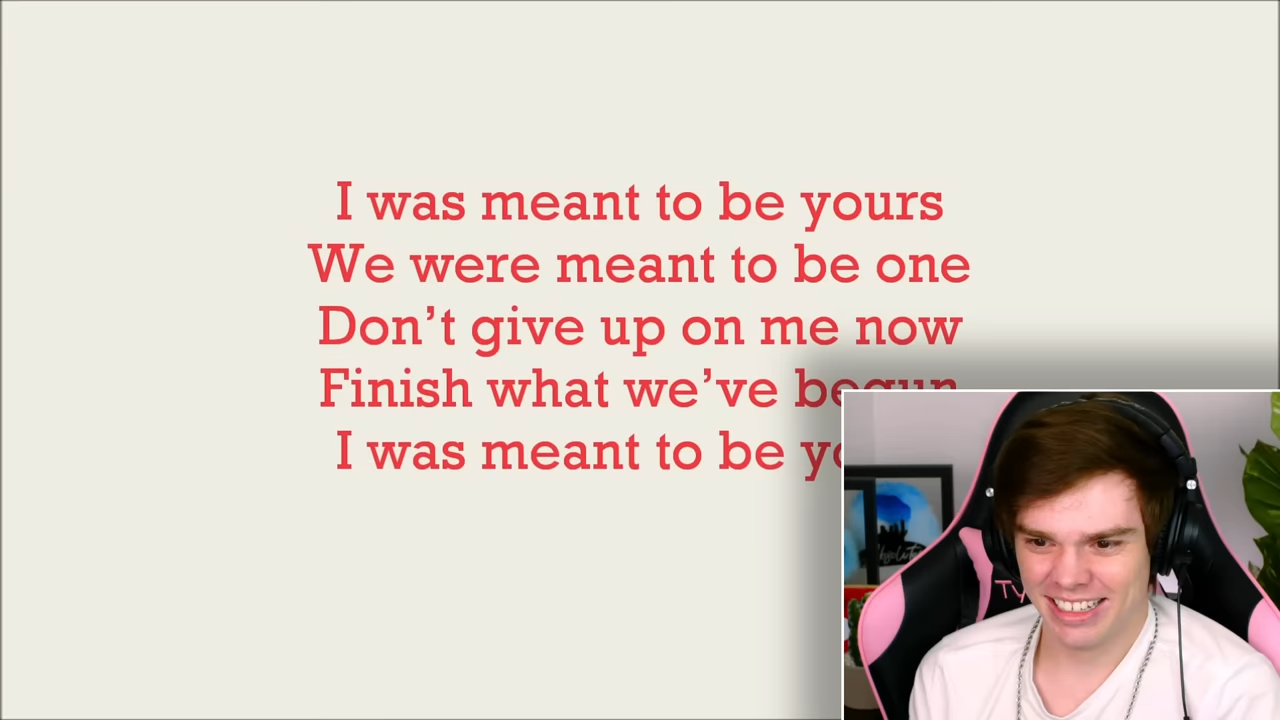 I was meant to be yours
We were meant to be one
Don’t give up on me now
Finish what we’ve begun
I was meant to be